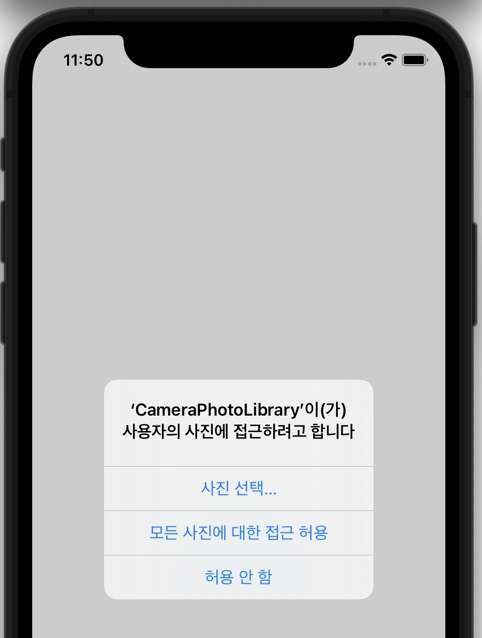 11:50
‘CameraPhotoLibrary’이(가)
사용자의 사진에 접근하려고 합니다
사진 선택...
모든 사진에 대한 접근 허용
허용 안 함